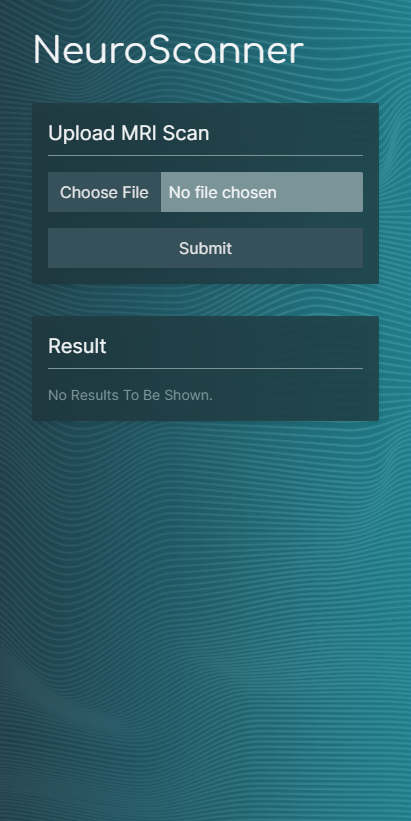 NeuroScanner
Upload MRI Scan
Choose File No file chosen
Submit
Result
No Results To Be Shown.